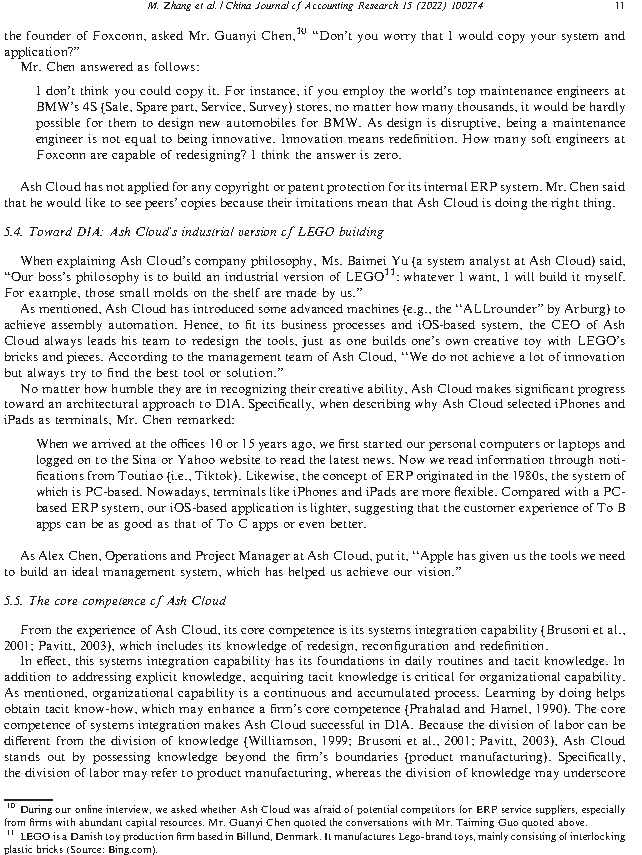 M. Zhang et al. / China Journal of Accounting Research 15 (2022) 100274 11
the founder of Foxconn, asked Mr. Guanyi Chen,10 “Don’t you worry that I would copy your system and
application?”
Mr. Chen answered as follows:
I don’t think you could copy it. For instance, if you employ the world’s top maintenance engineers at
BMW’s 4S (Sale, Spare part, Service, Survey) stores, no matter how many thousands, it would be hardly
possible for them to design new automobiles for BMW. As design is disruptive, being a maintenance
engineer is not equal to being innovative. Innovation means redefinition. How many soft engineers at
Foxconn are capable of redesigning? I think the answer is zero.
Ash Cloud has not applied for any copyright or patent protection for its internal ERP system. Mr. Chen said
that he would like to see peers’ copies because their imitations mean that Ash Cloud is doing the right thing.
5.4. Toward DIA: Ash Cloud’s industrial version of LEGO building
When explaining Ash Cloud’s company philosophy, Ms. Baimei Yu (a system analyst at Ash Cloud) said,
“Our boss’s philosophy is to build an industrial version of LEGO11: whatever I want, I will build it myself.
For example, those small molds on the shelf are made by us.”
As mentioned, Ash Cloud has introduced some advanced machines (e.g., the “ALLrounder” by Arburg) to
achieve assembly automation. Hence, to fit its business processes and iOS-based system, the CEO of Ash
Cloud always leads his team to redesign the tools, just as one builds one’s own creative toy with LEGO’s
bricks and pieces. According to the management team of Ash Cloud, “We do not achieve a lot of innovation
but always try to find the best tool or solution.”
No matter how humble they are in recognizing their creative ability, Ash Cloud makes significant progress
toward an architectural approach to DIA. Specifically, when describing why Ash Cloud selected iPhones and
iPads as terminals, Mr. Chen remarked:
When we arrived at the offices 10 or 15 years ago, we first started our personal computers or laptops and
logged on to the Sina or Yahoo website to read the latest news. Now we read information through noti-
fications from Toutiao (i.e., Tiktok). Likewise, the concept of ERP originated in the 1980s, the system of
which is PC-based. Nowadays, terminals like iPhones and iPads are more flexible. Compared with a PC-
based ERP system, our iOS-based application is lighter, suggesting that the customer experience of To B
apps can be as good as that of To C apps or even better.
As Alex Chen, Operations and Project Manager at Ash Cloud, put it, “Apple has given us the tools we need
to build an ideal management system, which has helped us achieve our vision.”
5.5. The core competence of Ash Cloud
From the experience of Ash Cloud, its core competence is its systems integration capability (Brusoni et al.,
2001; Pavitt, 2003), which includes its knowledge of redesign, reconfiguration and redefinition.
In effect, this systems integration capability has its foundations in daily routines and tacit knowledge. In
addition to addressing explicit knowledge, acquiring tacit knowledge is critical for organizational capability.
As mentioned, organizational capability is a continuous and accumulated process. Learning by doing helps
obtain tacit know-how, which may enhance a firm’s core competence (Prahalad and Hamel, 1990). The core
competence of systems integration makes Ash Cloud successful in DIA. Because the division of labor can be
different from the division of knowledge (Williamson, 1999; Brusoni et al., 2001; Pavitt, 2003), Ash Cloud
stands out by possessing knowledge beyond the firm’s boundaries (product manufacturing). Specifically,
the division of labor may refer to product manufacturing, whereas the division of knowledge may underscore
10 During our online interview, we asked whether Ash Cloud was afraid of potential competitors for ERP service suppliers, especially
from firms with abundant capital resources. Mr. Guanyi Chen quoted the conversations with Mr. Taiming Guo quoted above.
11 LEGO is a Danish toy production firm based in Billund, Denmark. It manufactures Lego-brand toys, mainly consisting of interlocking
plastic bricks (Source: Bing.com).